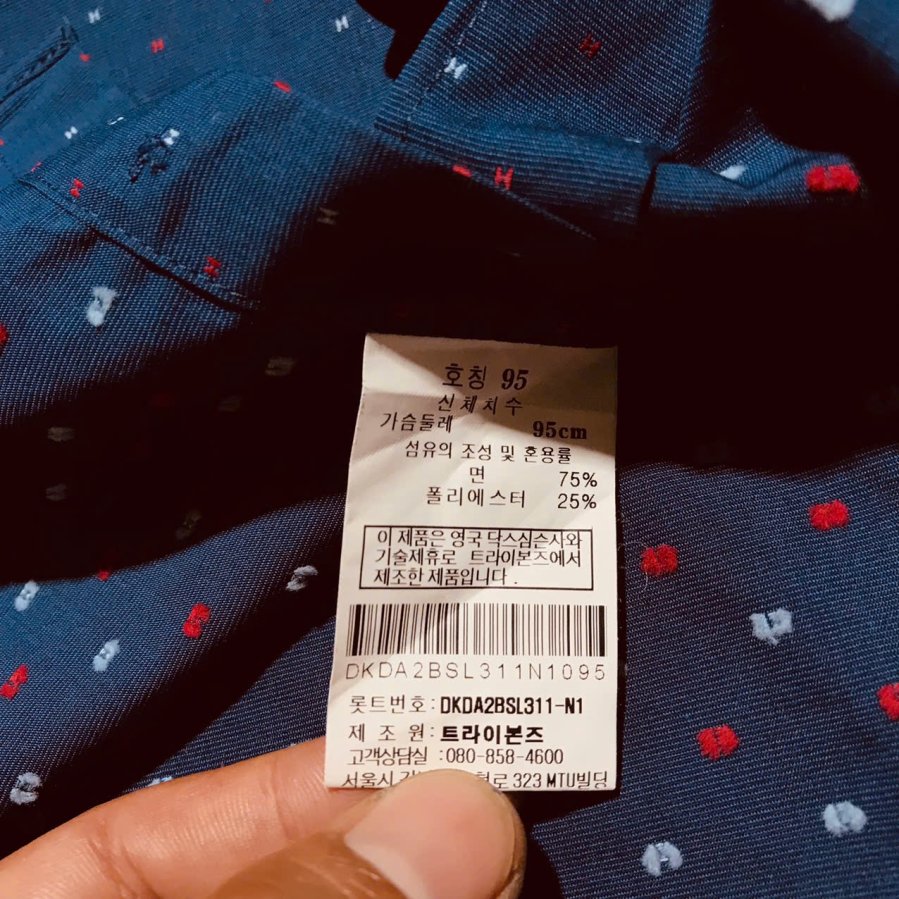 호칭 95
신체치수
가슴둘레 95cm
섬유의 조성 및 혼용률
면 75%
폴리에스터 25%
이 제품은 영국 닥스심슨사와
기술제휴로 트라이본즈에서
제조한 제품입니다.
DKDA2BSL311N1095
롯트번호: DKDA2BSL311-N1
제 조 원: 트라이본즈
고객상담실 :080-858-4600
서울시 323 MTU빌딩